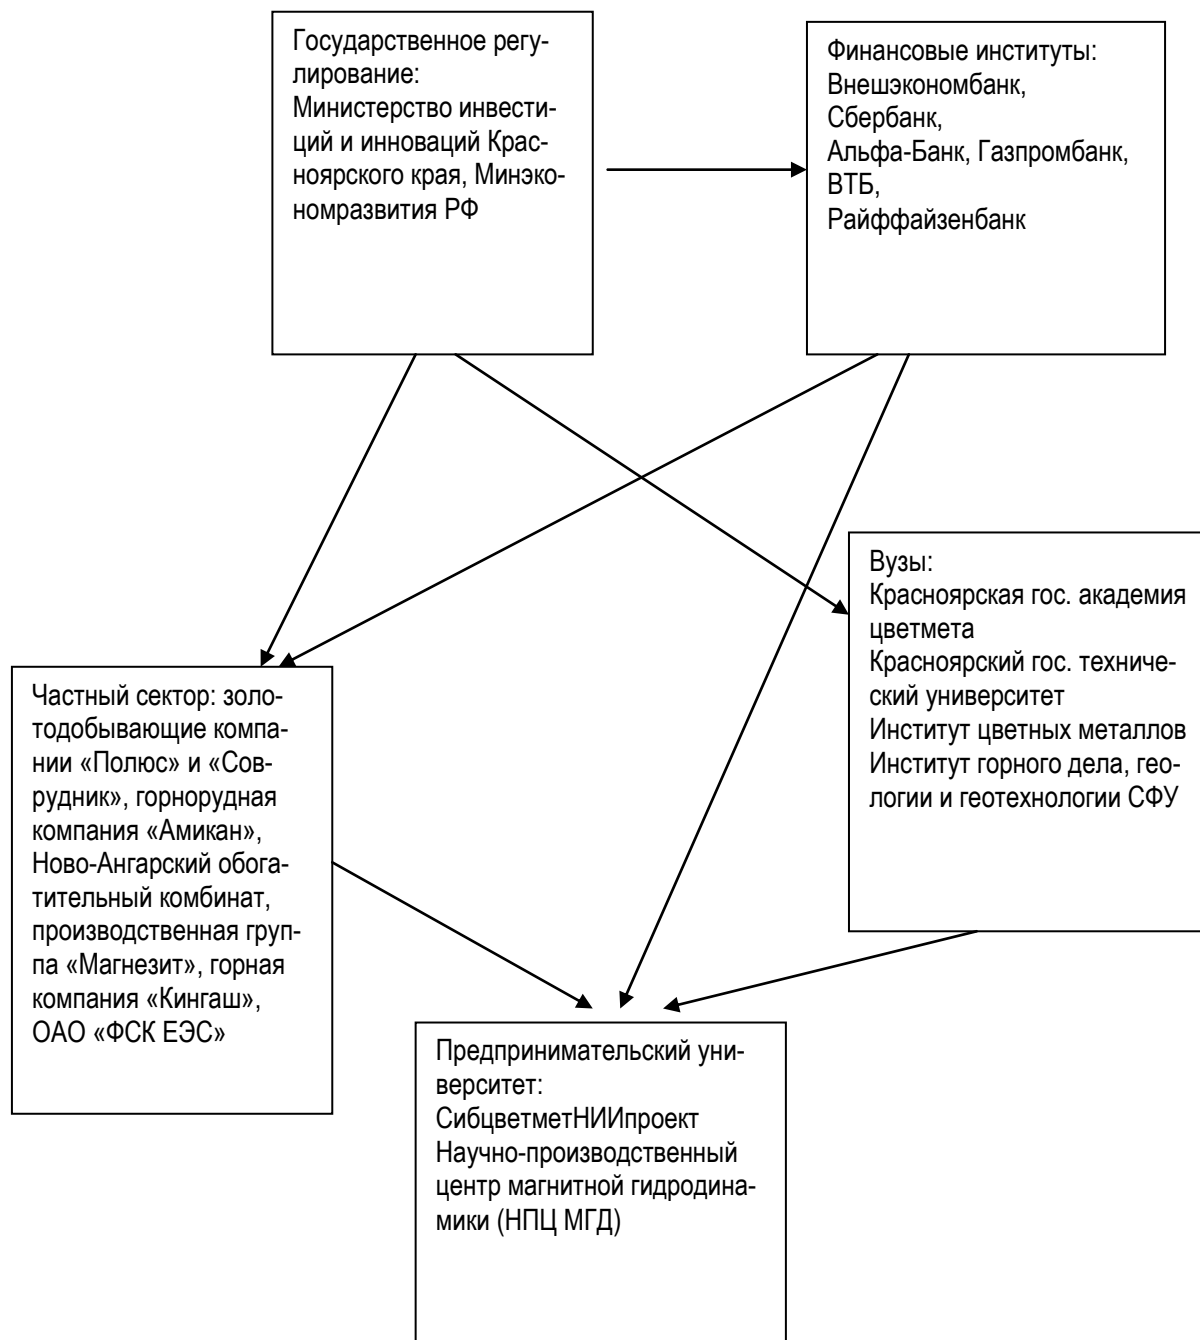 Государственное регу-
лирование:
Министерство инвести-
ций и инноваций Крас-
ноярского края, Минэко-
номразвития РФ
Финансовые институты:
Внешэкономбанк,
Сбербанк,
Альфа-Банк, Газпромбанк,
ВТБ,
Райффайзенбанк
Вузы:
Красноярская гос. академия
цветмета
Красноярский гос. техниче-
ский университет
Институт цветных металлов
Институт горного дела, гео-
логии и геотехнологии СФУ
Частный сектор: золо-
тодобывающие компа-
нии «Полюс» и «Сов-
рудник», горнорудная
компания «Амикан»,
Ново-Ангарский обога-
тительный комбинат,
производственная груп-
па «Магнезит», горная
компания «Кингаш»,
ОАО «ФСК ЕЭС»
Предпринимательский уни-
верситет:
СибцветметНИИпроект
Научно-производственный
центр магнитной гидродина-
мики (НПЦ МГД)